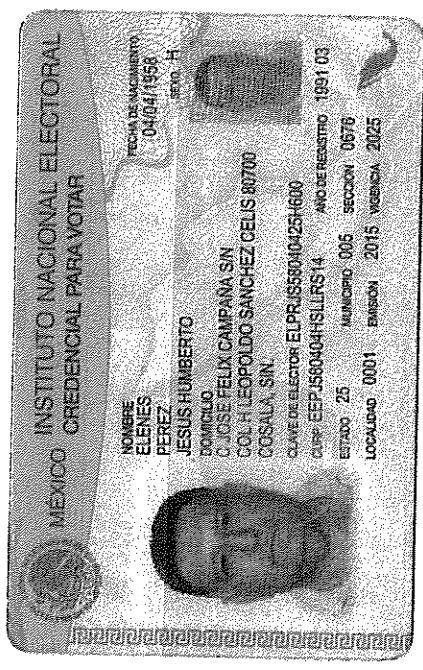 MÉXICO INSTITUTO NACIONAL ELECTORAL
CREDENCIAL PARA VOTAR
NOMBRE
ELENES
PEREZ
JESUS HUMBERTO
FECHA DE NACIMIENTO
04/04/1958
SEXO H
DOMICILIO
C JOSE FELIX CAMPAÑA S/N
COL H LEOPOLDO SANCHEZ CELIS 80700
COSALA, SIN.
CLAVE DE ELECTOR ELPRJS58040425H600
CURP EEPJ580404HSLLRS14 AÑO DE REGISTRO 1991 03
ESTADO 25 MUNICIPIO 005 SECCIÓN 0676
LOCALIDAD 0001 EMISIÓN 2015 VIGENCIA 2025